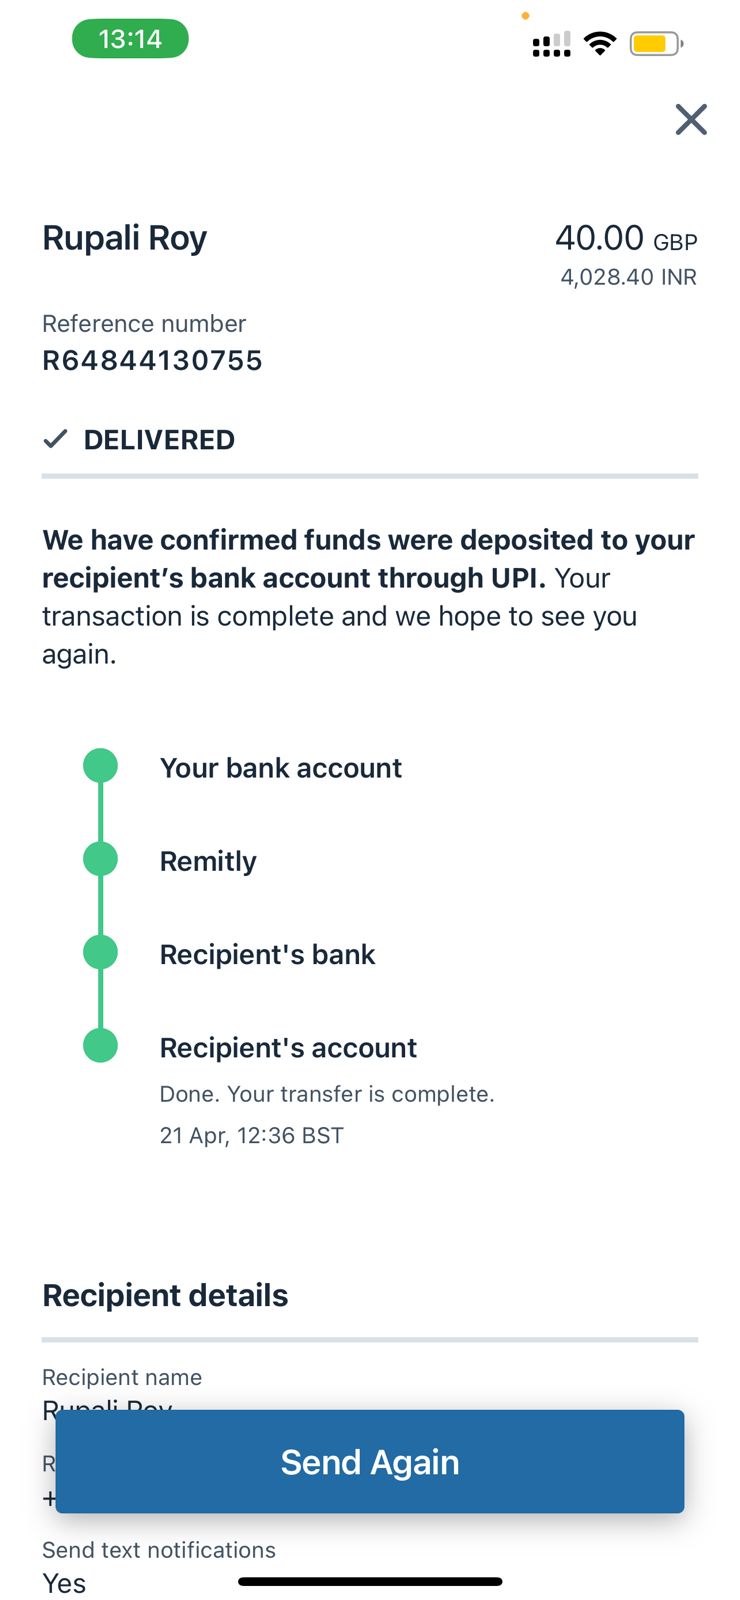 13:14
Rupali Roy
40.00 GBP
4,028.40 INR
Reference number
R64844130755
DELIVERED
We have confirmed funds were deposited to your
recipient's bank account through UPI. Your
transaction is complete and we hope to see you
again.
Your bank account
Remitly
Recipient's bank
Recipient's account
Done. Your transfer is complete.
21 Apr, 12:36 BST
Recipient details
Recipient name
Rupali Roy
Send Again
Send text notifications
Yes